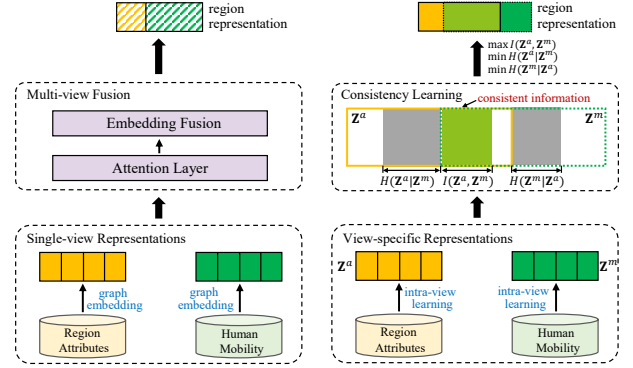 region
representation
Multi-view Fusion
Embedding Fusion
Attention Layer
Single-view Representations
graph
embedding
graph
embedding
Region
Attributes
Human
Mobility
region
representation
max I(Z^a, Z^m)
min H(Z^a|Z^m)
min H(Z^m|Z^a)
Consistency Learning
consistent information
Z^a
Z^m
H(Z^a|Z^m)
I(Z^a, Z^m)
H(Z^m|Z^a)
View-specific Representations
Z^a
Z^m
intra-view
learning
intra-view
learning
Region
Attributes
Human
Mobility